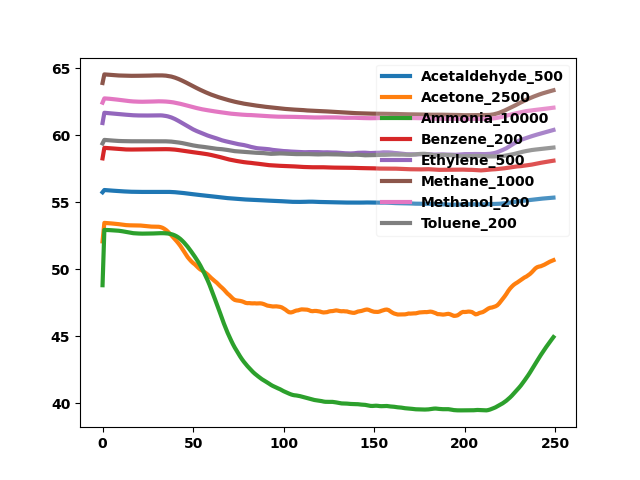 65
60
55
50
45
40
0
50
100
150
200
250
Acetaldehyde_500
Acetone_2500
Ammonia_10000
Benzene_200
Ethylene_500
Methane_1000
Methanol_200
Toluene_200